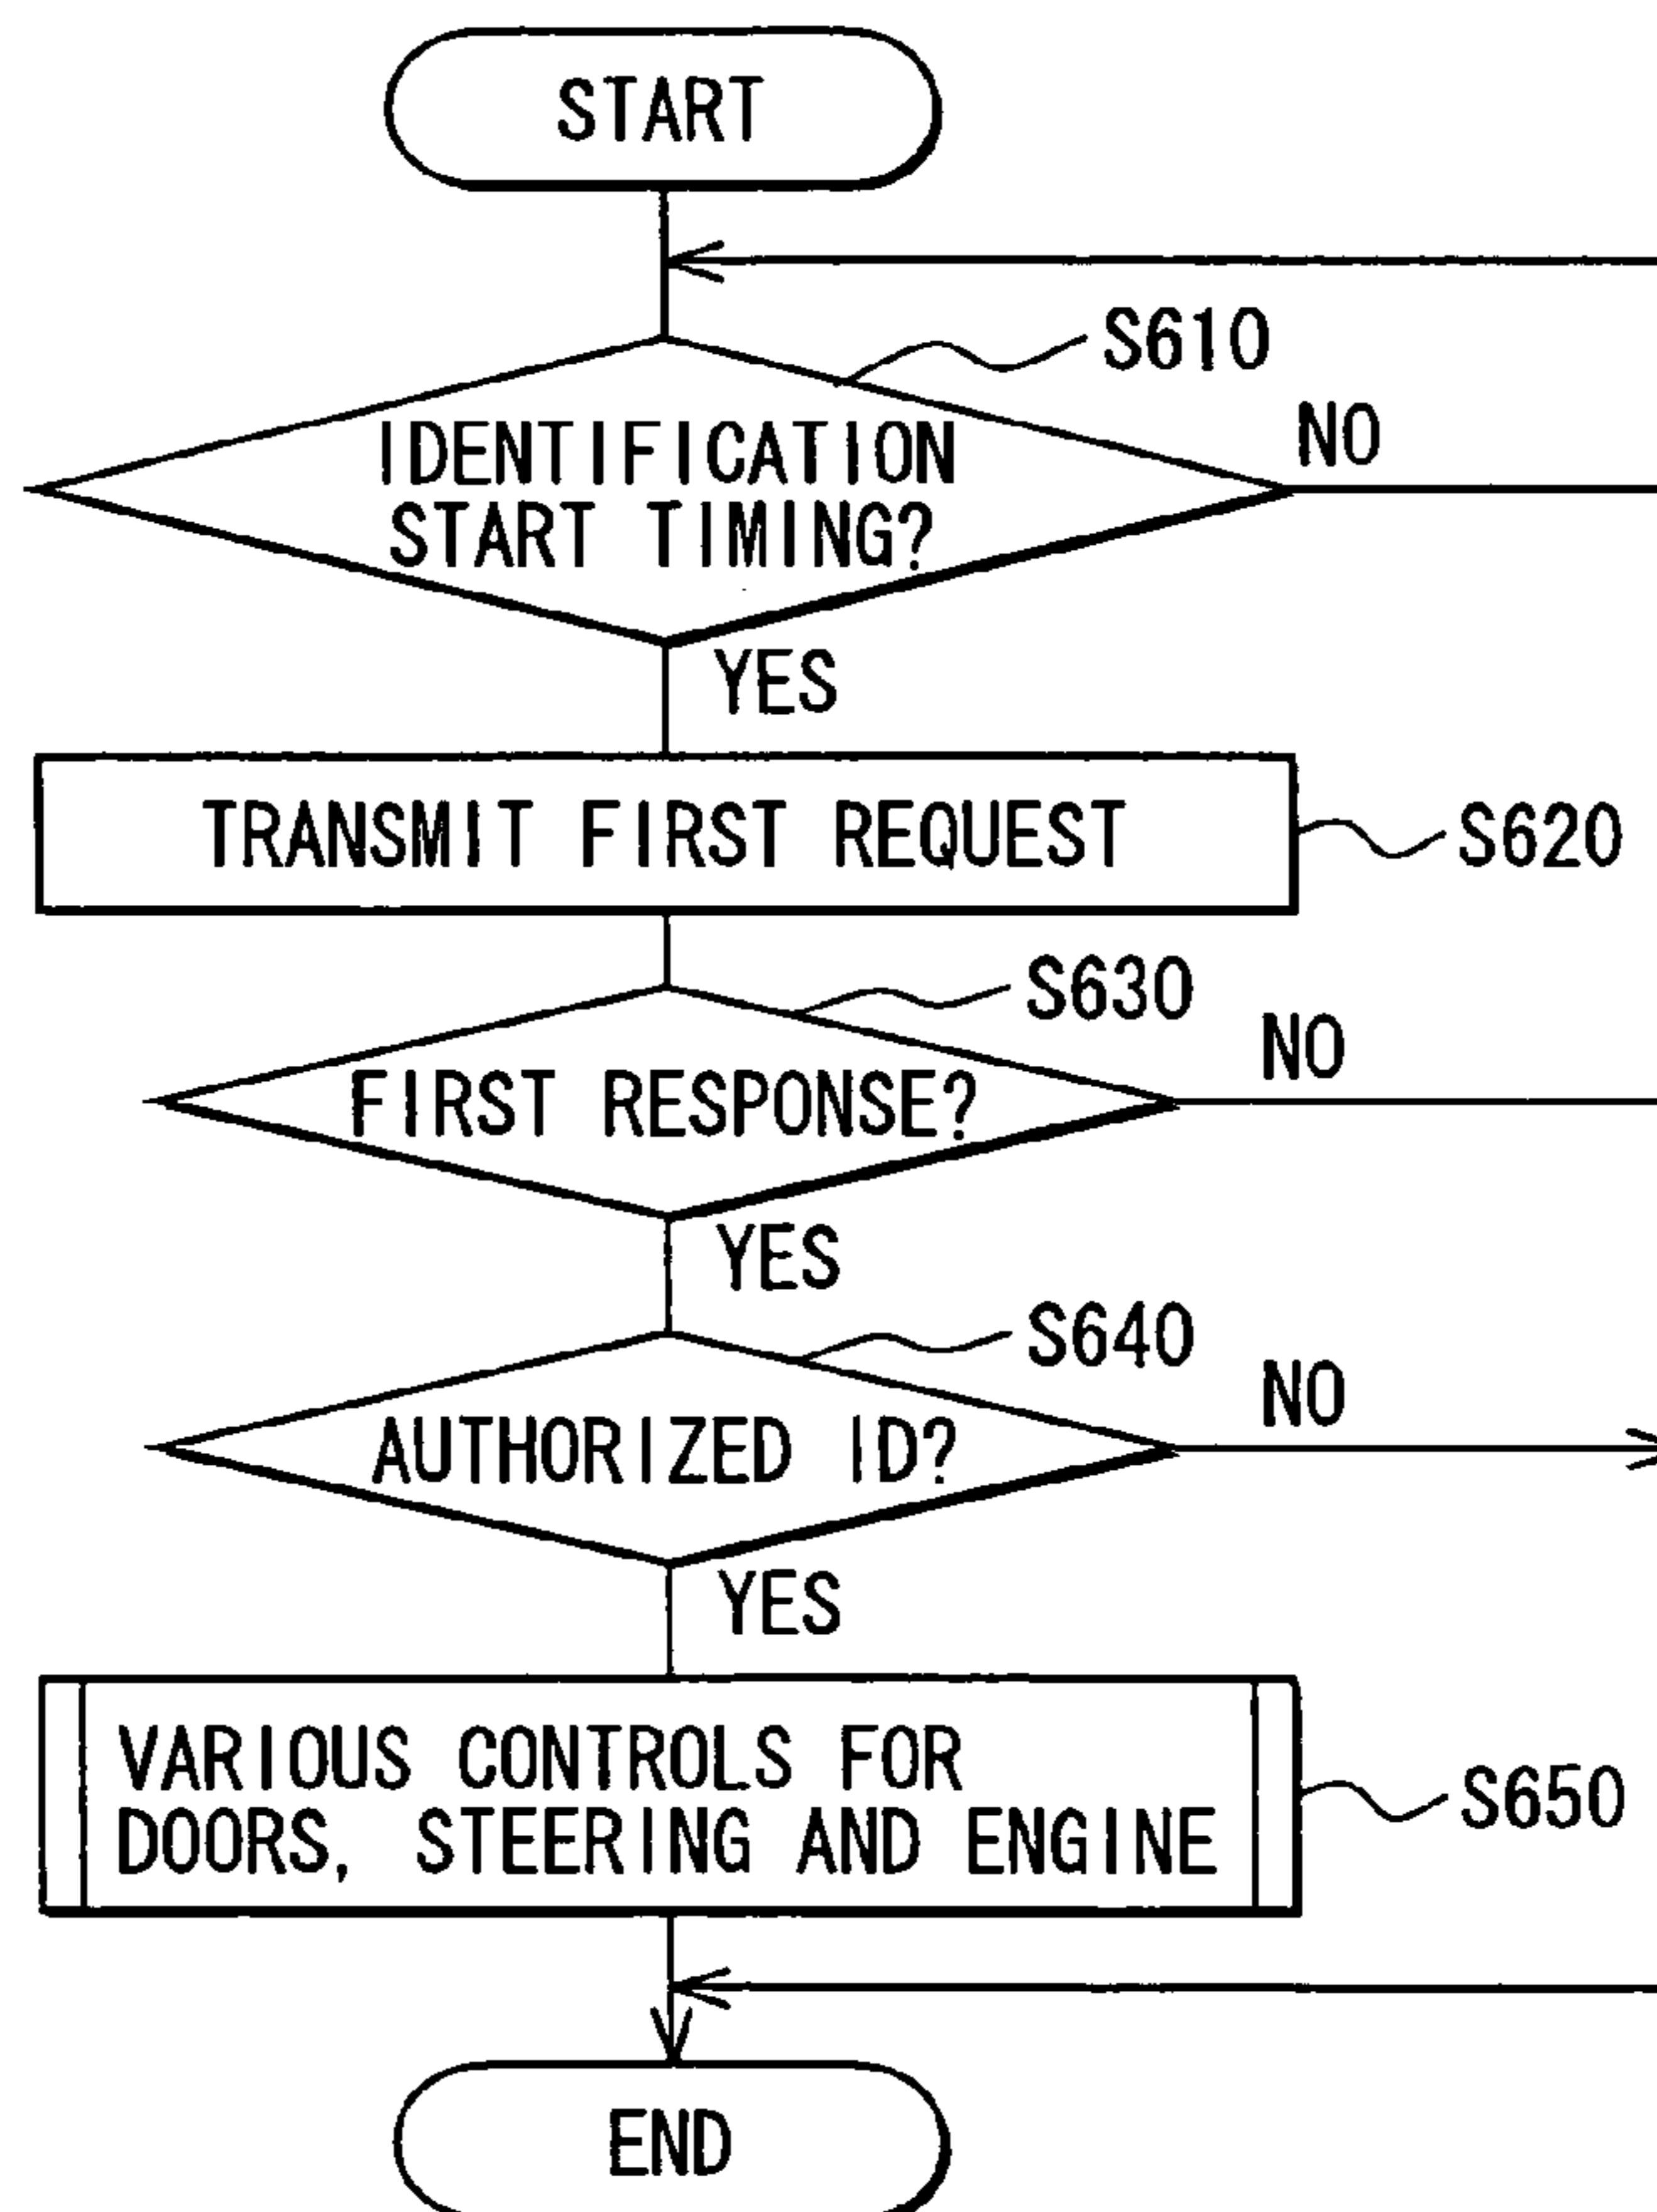 START
S610
IDENTIFICATION
START TIMING?
NO
YES
TRANSMIT FIRST REQUEST
S620
S630
FIRST RESPONSE?
NO
YES
S640
AUTHORIZED ID?
NO
YES
VARIOUS CONTROLS FOR
DOORS, STEERING AND ENGINE
S650
END